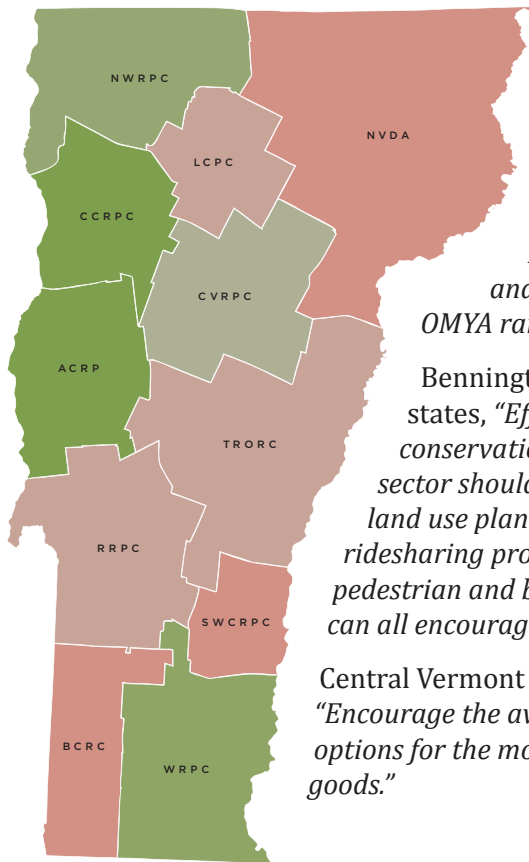 NWRPC
NVDA
LCPC
CCRPC
CVRPC
ACRP
TRORC
RRPC
SWCRPC
BCRC
WRPC
and
OMYA rai
Benningt
states, “Eff
conservatio
sector should
land use plan
ridesharing pro
pedestrian and b
can all encourag
Central Vermont
“Encourage the av
options for the mo
goods.”